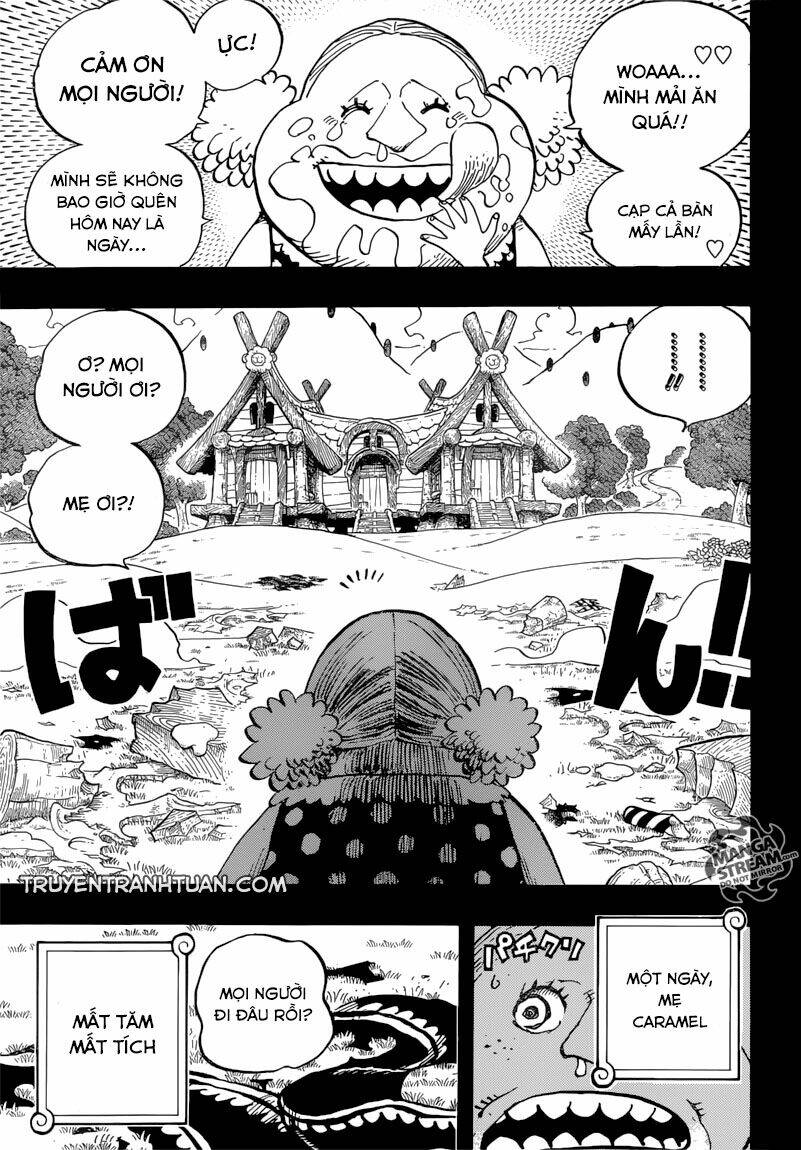 WOAAA...
MÌNH MẢI ĂN
QUÁ!!
CẠP CẢ BÀN
MẤY LẦN!
ỰC!
CẢM ƠN
MỌI NGƯỜI!
MÌNH SẼ KHÔNG
BAO GIỜ QUÊN
HÔM NAY LÀ
NGÀY...
..........!!
Ơ? MỌI
NGƯỜI ƠI?
MẸ ƠI?!
ばん!!
MANGA
STREAM.COM
DO NOT MIRROR!
TRUYENTRANHTUAN.COM
MỘT NGÀY,
MẸ
CARAMEL
パチクリ
MỌI NGƯỜI
ĐI ĐÂU RỒI?
MẤT TĂM
MẤT TÍCH